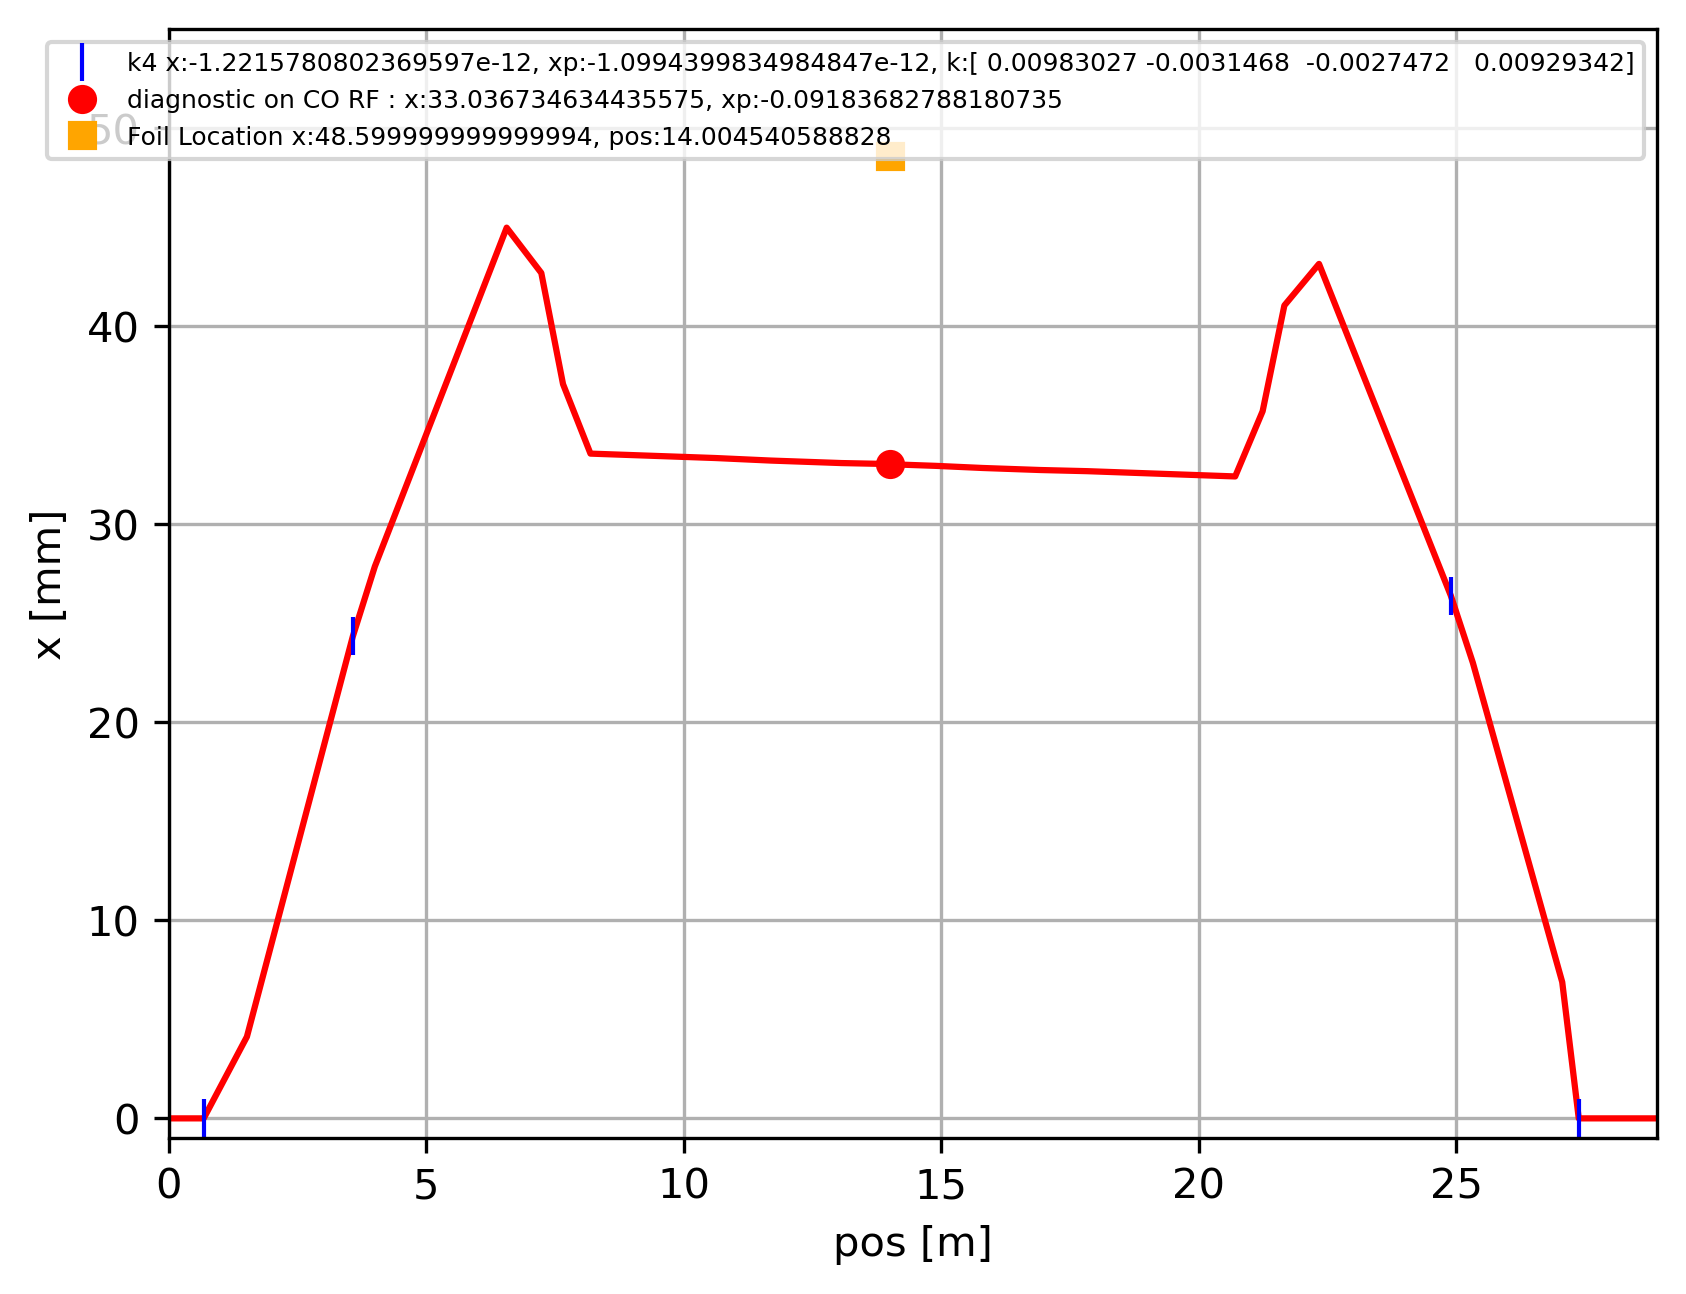 k4 x:-1.2215780802369597e-12, xp:-1.0994399834984847e-12, k:[ 0.00983027 -0.0031468  -0.0027472   0.00929342]
diagnostic on CO RF : x:33.036734634435575, xp:-0.09183682788180735
50
Foil Location x:48.599999999999994, pos:14.004540588828
40
30
20
10
0
x [mm]
0 5 10 15 20 25
pos [m]